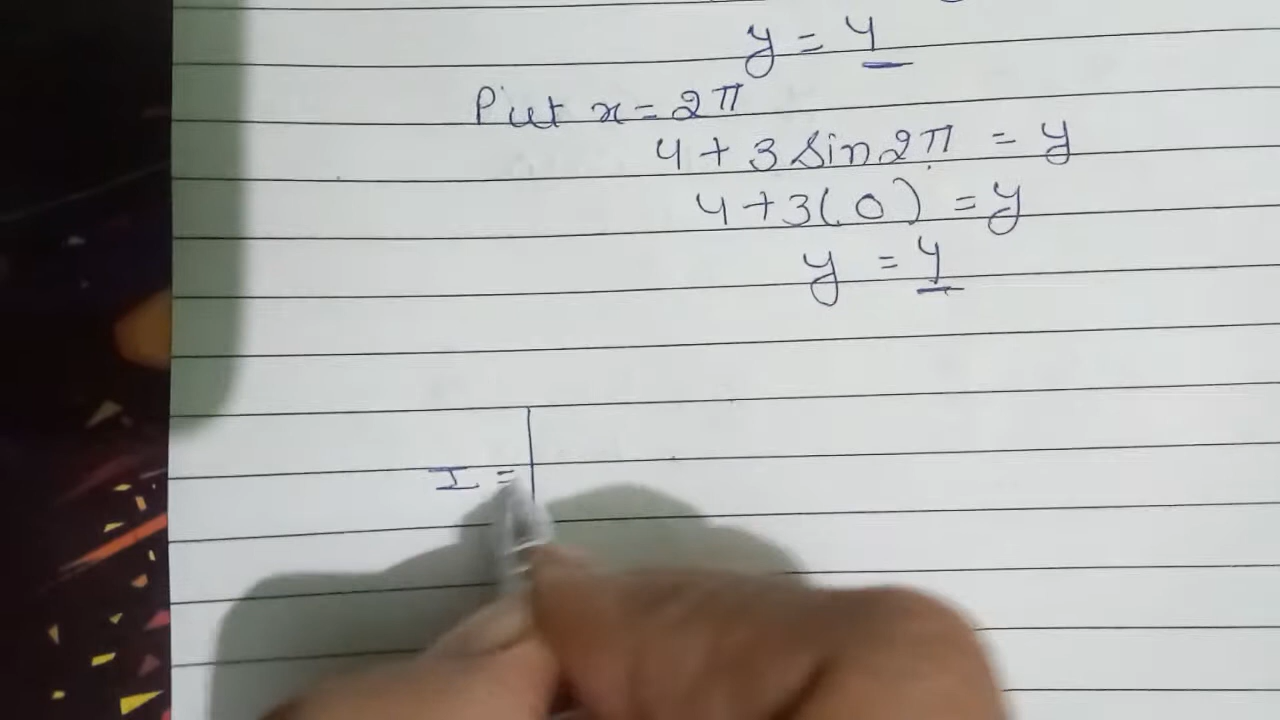 y = 4
Put x = 2π
4 + 3 sin 2π = y
4 + 3(0) = y
y = 4
I =